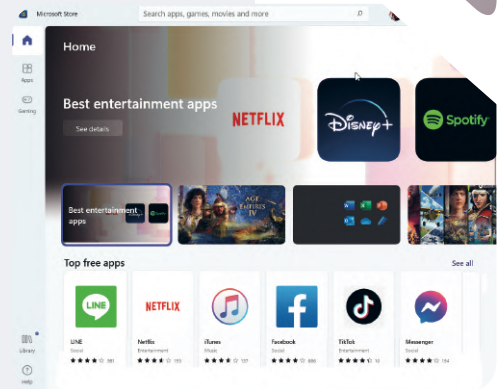 Microsoft Store
Search apps, games, movies and more
Home
Apps
Gaming
Best entertainment apps
See details
NETFLIX
Disney+
Spotify
Best entertainment
apps
AGE
EMPIRES
IV
Top free apps
See all
LINE
NETFLIX
LINE
Social
Netflix
Entertainment
iTunes
Music
Facebook
Social
TikTok
Entertainment
Messenger
Social
Library
Help